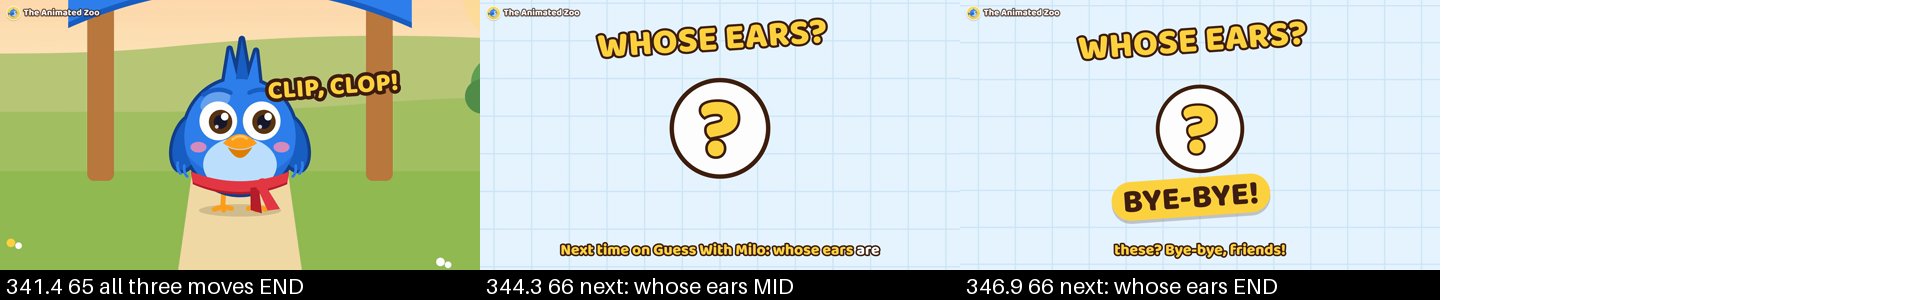 The Animated Zoo
CLIP, CLOP!
341.4 65 all three moves END
The Animated Zoo
WHOSE EARS?
?
Next time on Guess With Milo: whose ears are
344.3 66 next: whose ears MID
The Animated Zoo
WHOSE EARS?
?
BYE-BYE!
these? Bye-bye, friends!
346.9 66 next: whose ears END